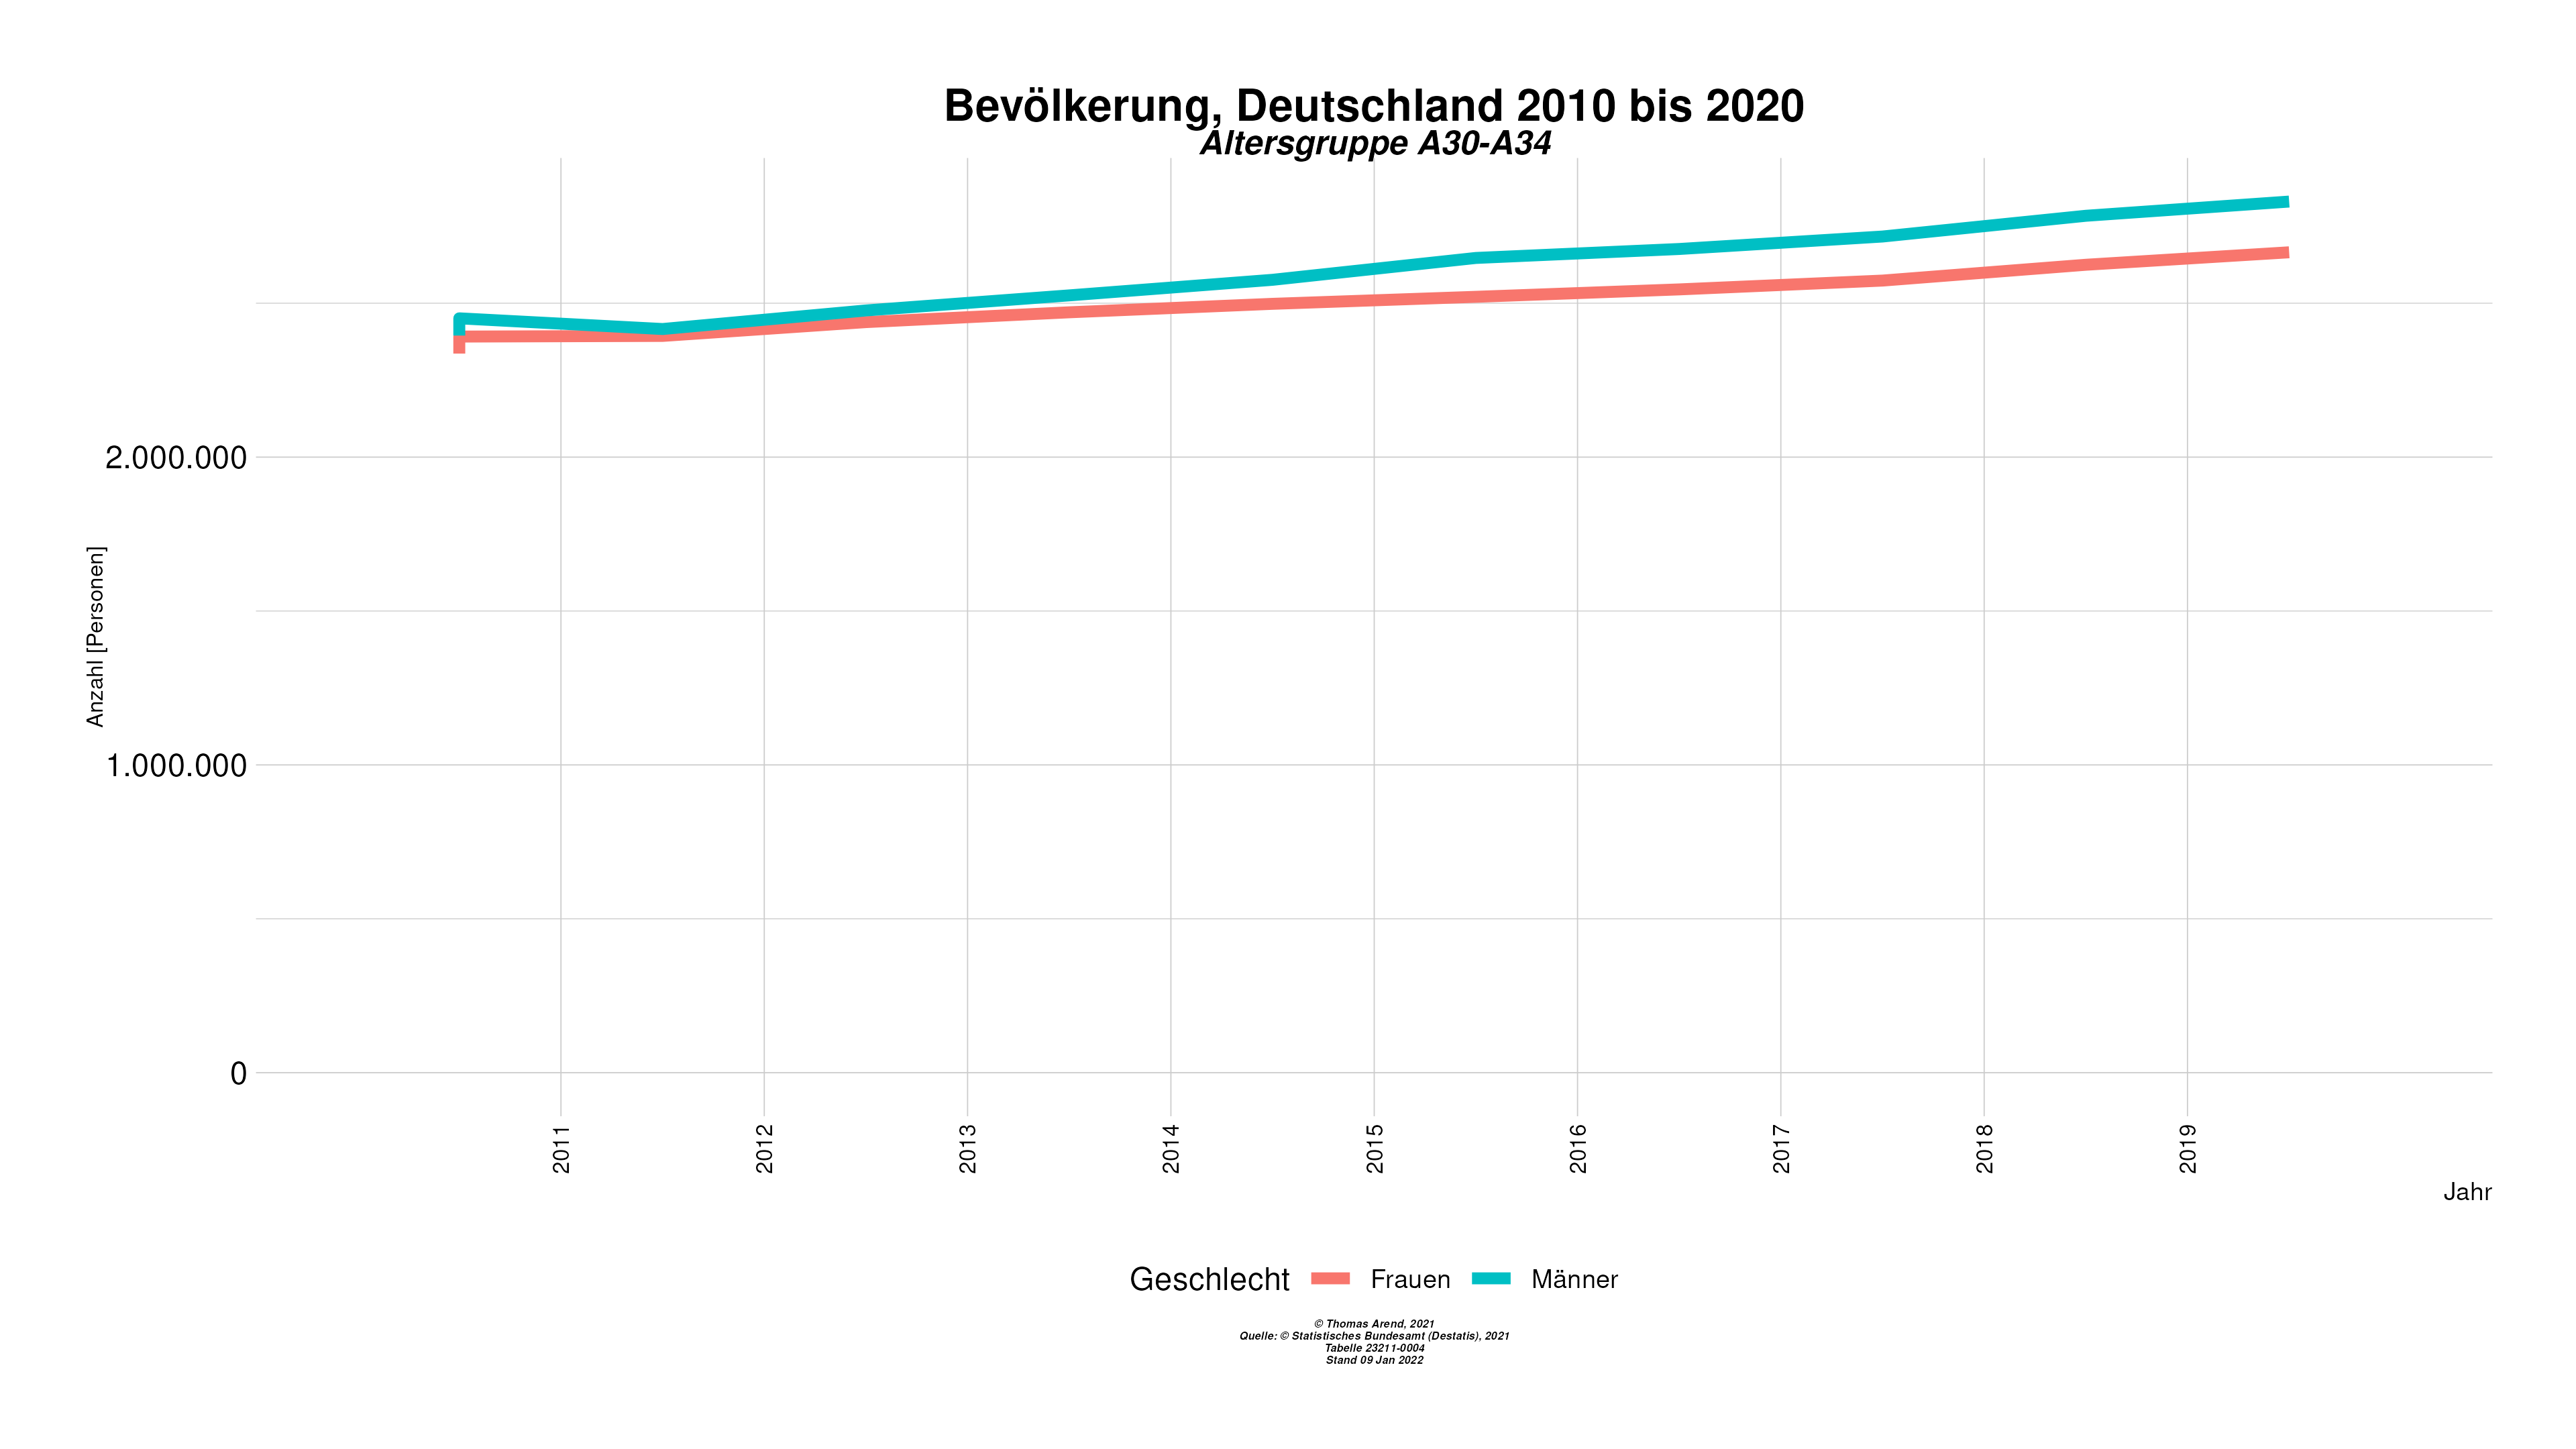 Bevölkerung, Deutschland 2010 bis 2020
Altersgruppe A30-A34
Anzahl [Personen]
2.000.000
1.000.000
0
2011
2012
2013
2014
2015
2016
2017
2018
2019
Jahr
Geschlecht Frauen Männer
© Thomas Arend, 2021
Quelle: © Statistisches Bundesamt (Destatis), 2021
Tabelle 23211-0004
Stand 09 Jan 2022